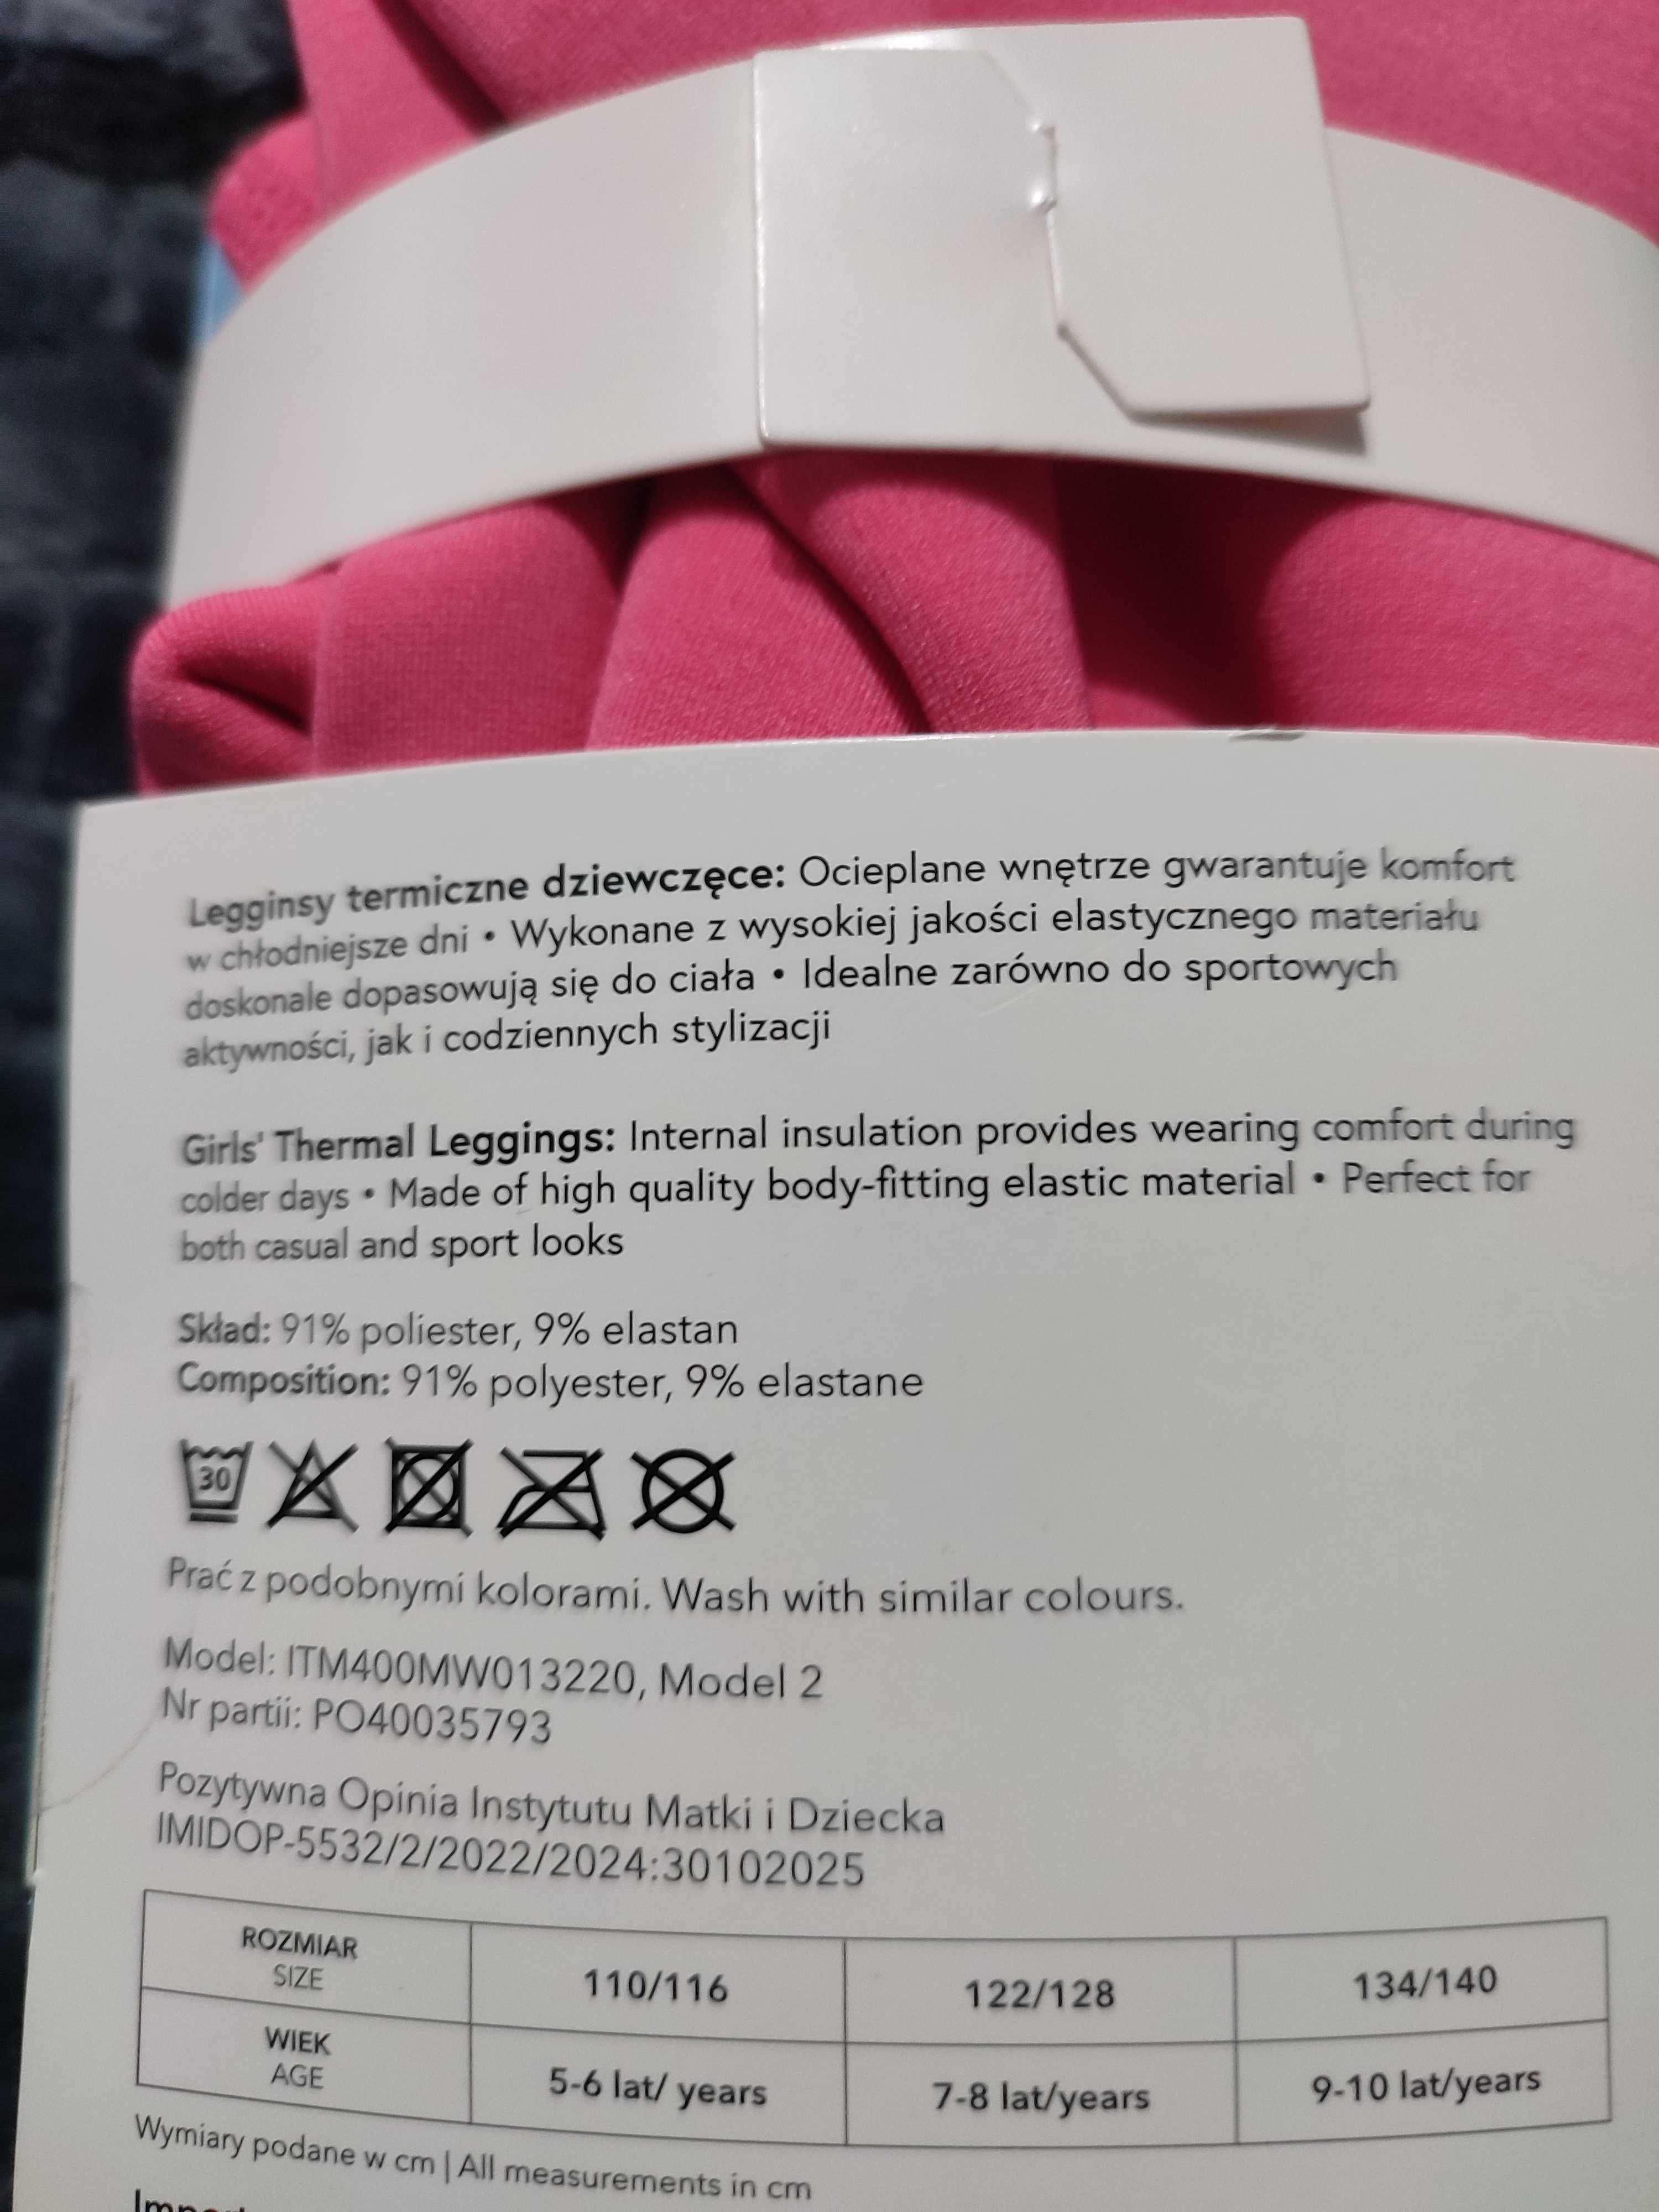 Legginsy termiczne dziewczęce: Ocieplane wnętrze gwarantuje komfort
w chłodniejsze dni • Wykonane z wysokiej jakości elastycznego materiału
doskonale dopasowują się do ciała • Idealne zarówno do sportowych
aktywności, jak i codziennych stylizacji
Girls' Thermal Leggings: Internal insulation provides wearing comfort during
colder days • Made of high quality body-fitting elastic material • Perfect for
both casual and sport looks
Skład: 91% poliester, 9% elastan
Composition: 91% polyester, 9% elastane
30
Prać z podobnymi kolorami. Wash with similar colours.
Model: ITM400MW013220, Model 2
Nr partii: PO40035793
Pozytywna Opinia Instytutu Matki i Dziecka
IMIDOP-5532/2/2022/2024:30102025
ROZMIAR
SIZE
110/116
122/128
134/140
WIEK
AGE
5-6 lat/ years
7-8 lat/years
9-10 lat/years
Wymiary podane w cm | All measurements in cm